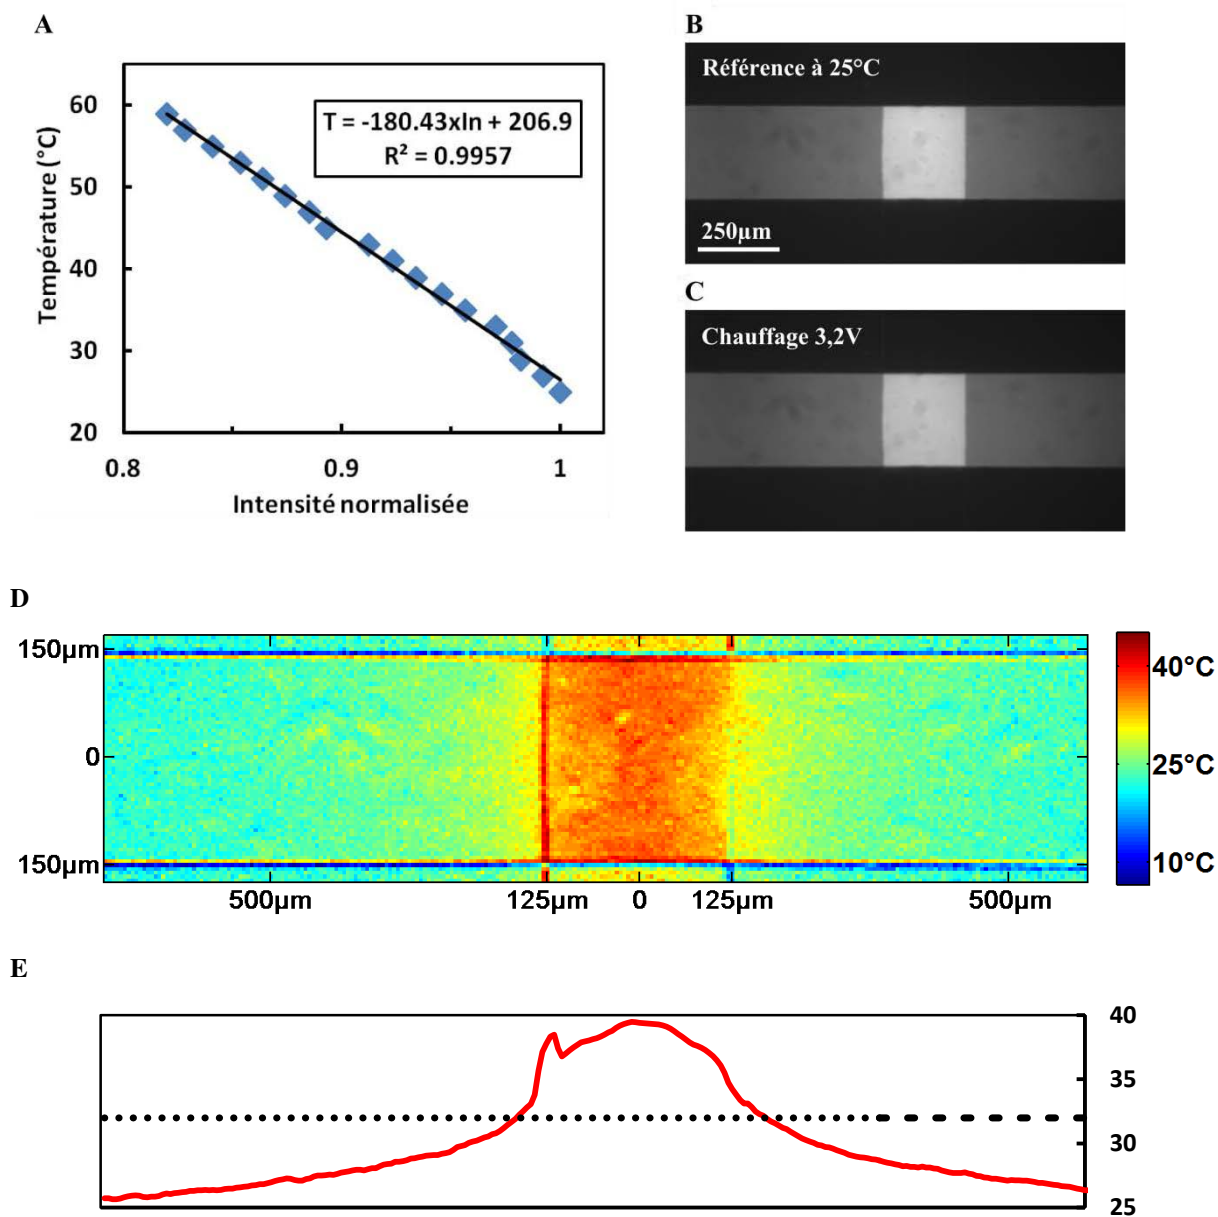 A
60
50
40
30
20
Température (°C)
T = -180.43xIn + 206.9
R² = 0.9957
0.8
0.9
1
Intensité normalisée
B
Référence à 25°C
250µm
C
Chauffage 3,2V
D
150µm
0
150µm
500µm
125µm
0
125µm
500µm
40°C
25°C
10°C
E
40
35
30
25